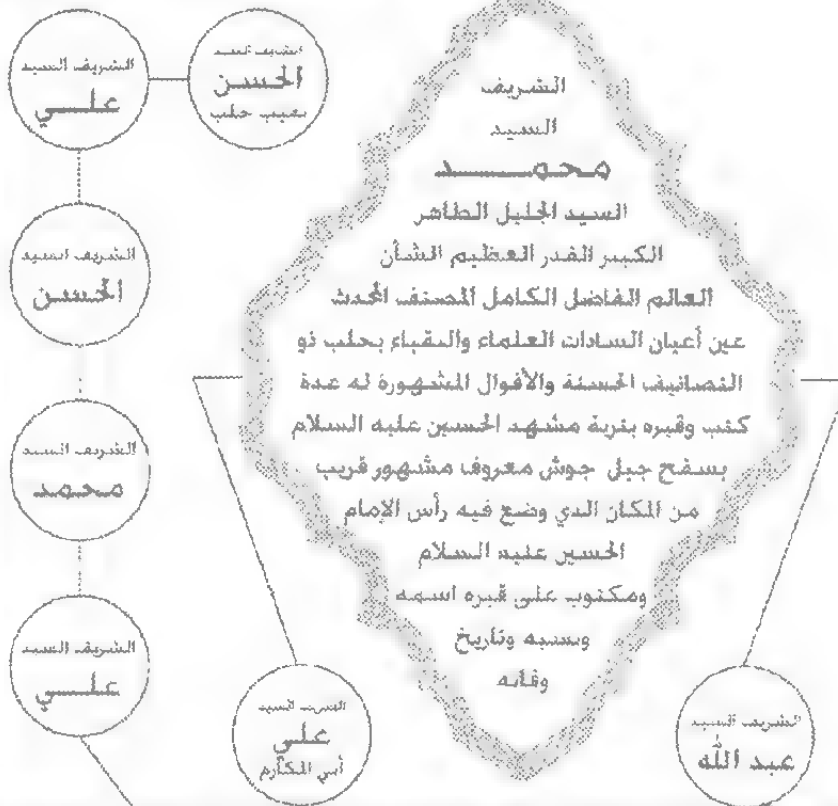 الشريف السيد
الحسن
نقيب حلب
الشريف السيد
علــي
الشريف السيد
الحسن
الشريف السيد
محمد
الشريف السيد
علــي
الشريف
السيد
محمــــد
السيد الجليل الطاهر
الكبير القدر العظيم الشأن
العالم الفاضل الكامل المصنف المحدث
عين أعيان السادات العلماء والنقباء بحلب ذو
التصانيف الحسنة والأقوال المشهورة له عدة
كتب وقبره بتربة مشهد الحسين عليه السلام
بسفح جبل جوش معروف مشهور قريب
من المكان الذي وضع فيه رأس الإمام
الحسين عليه السلام
ومكتوب على قبره اسمه
ونسبه وتاريخ
وفاته
الشريف السيد
علي
أبي المكارم
الشريف السيد
عبد الله